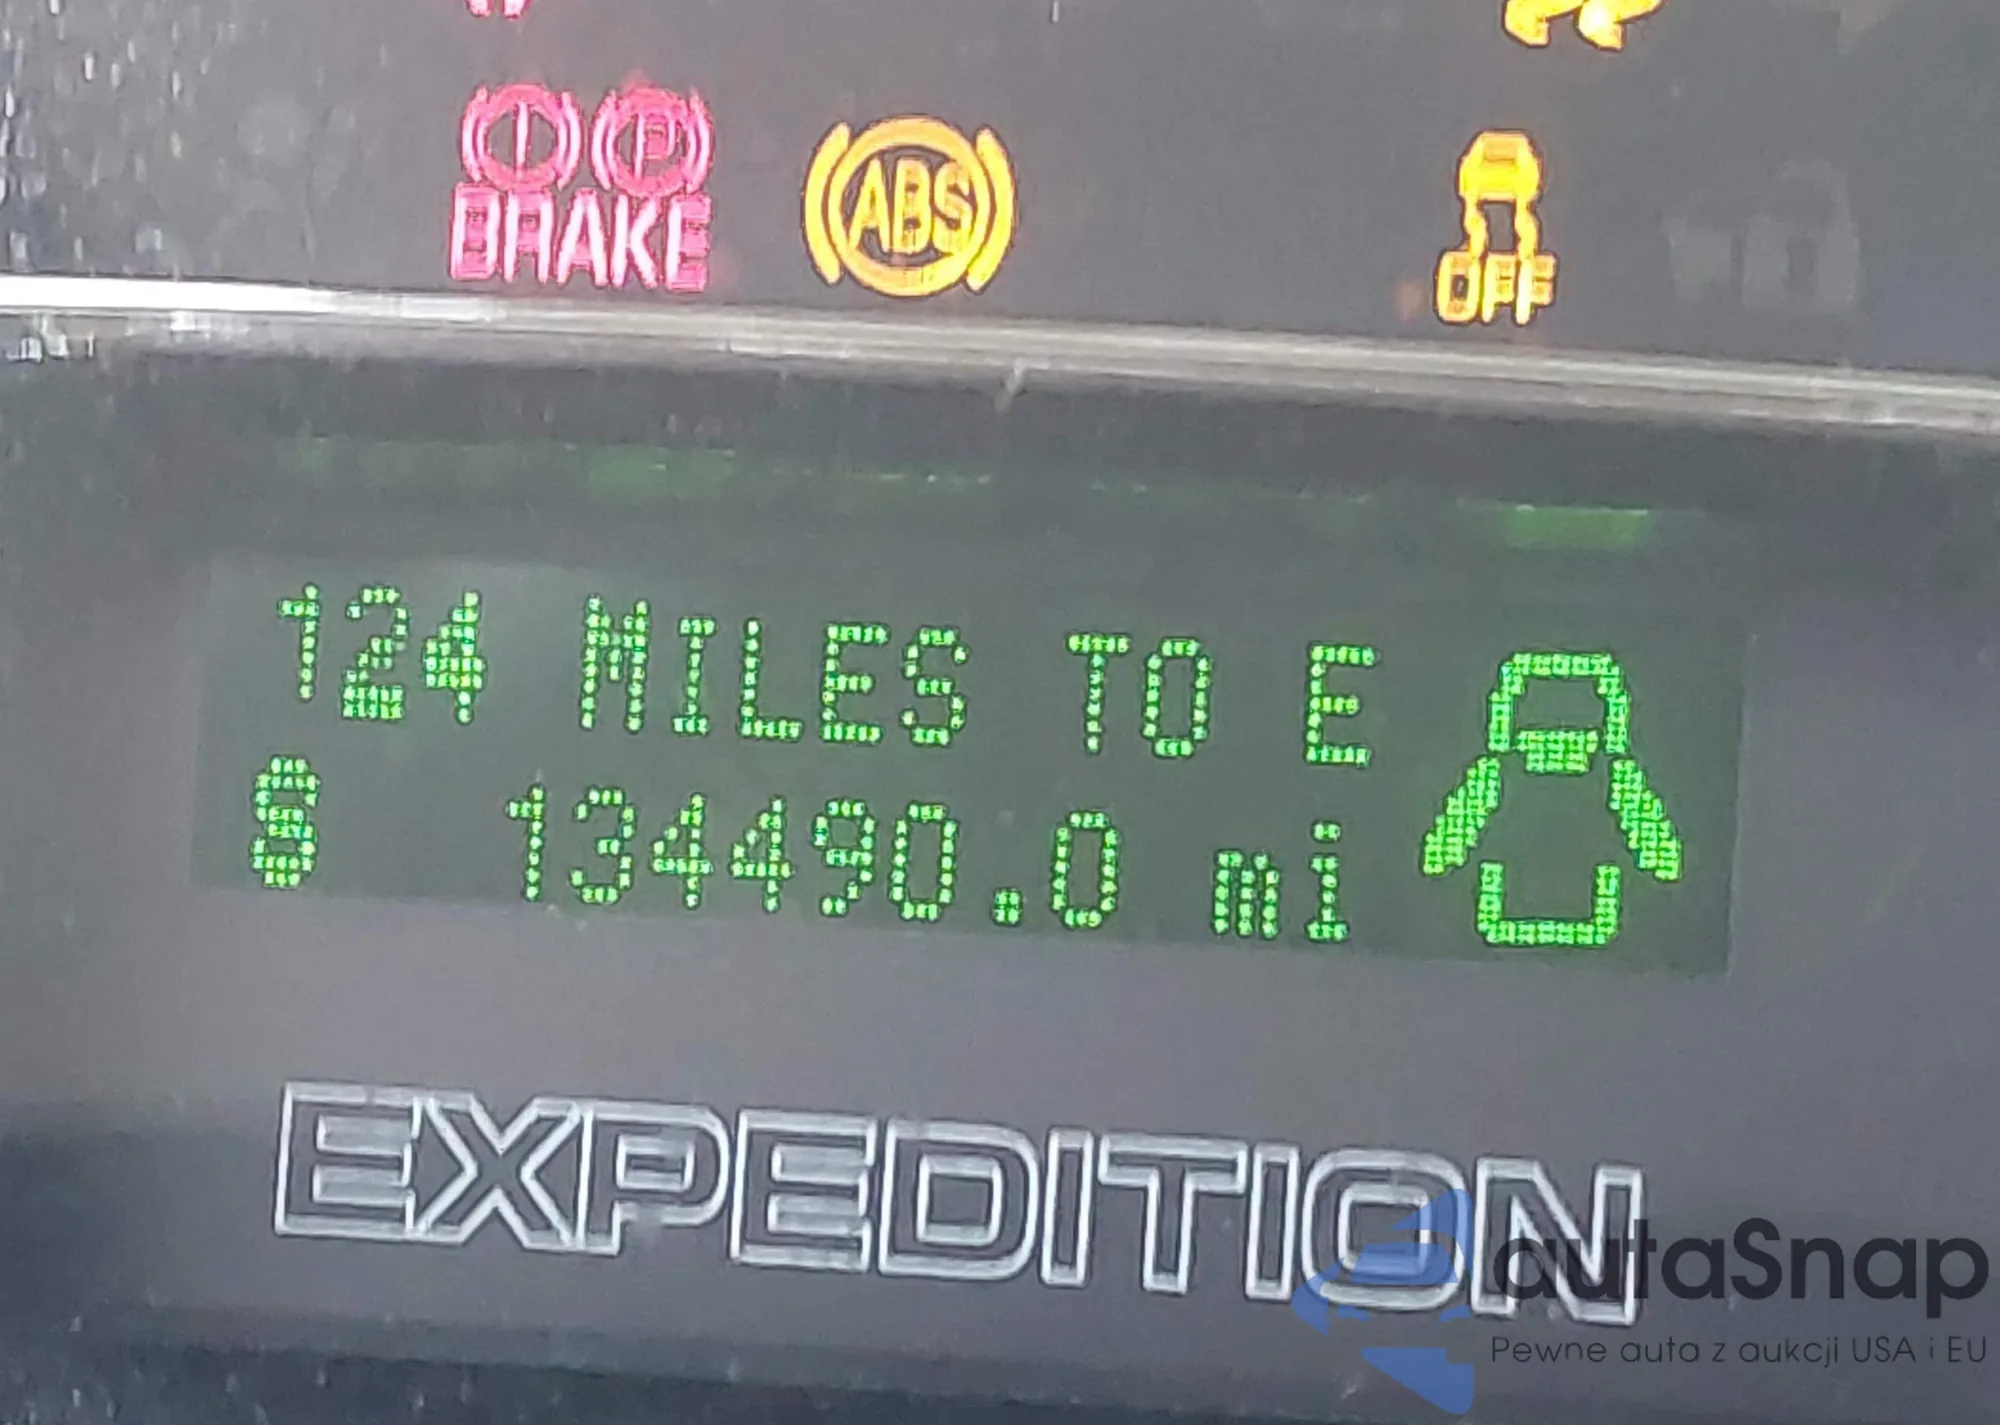 BRAKE
ABS
OFF
124 MILES TO E
134490.0 mi
EXPEDITION
autaSnap
Pewne auta z aukcji USA i EU